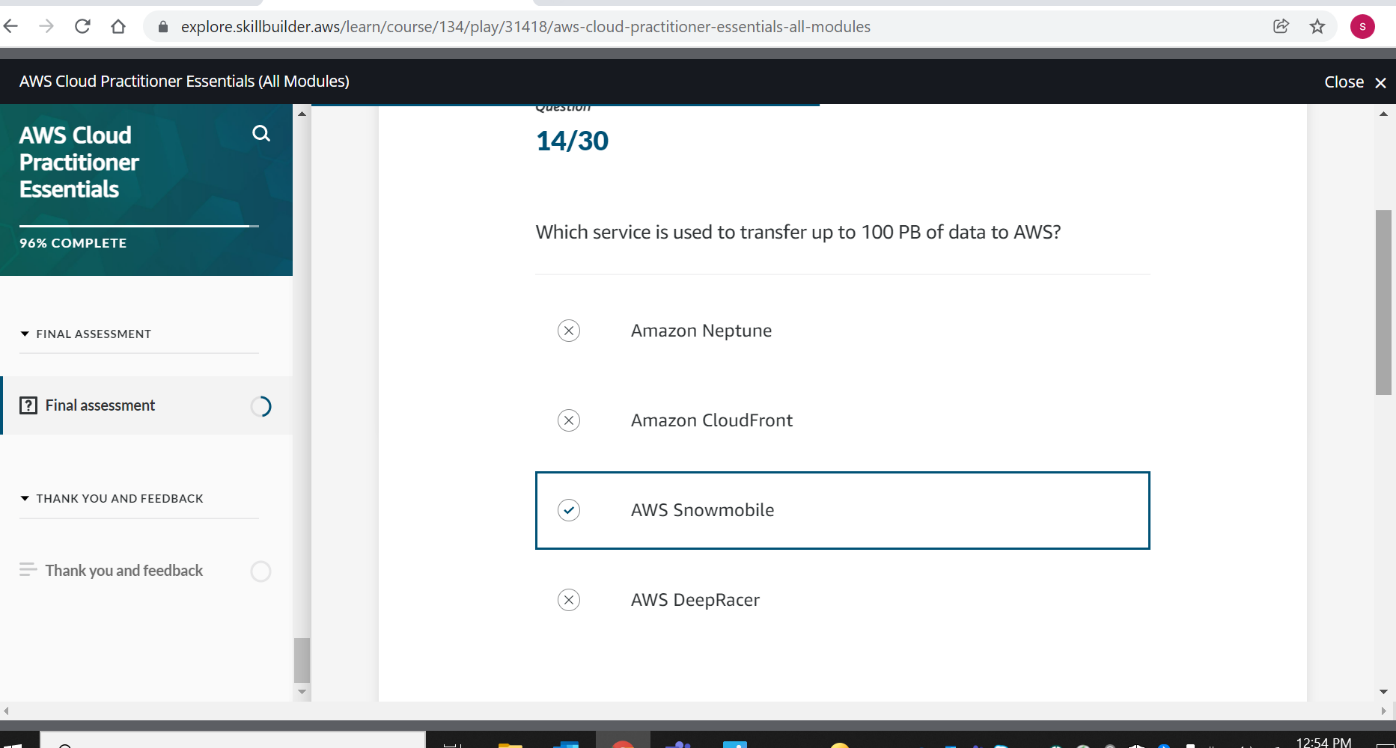 explore.skillbuilder.aws/learn/course/134/play/31418/aws-cloud-practitioner-essentials-all-modules
S
AWS Cloud Practitioner Essentials (All Modules)
Close
AWS Cloud
Practitioner
Essentials
96% COMPLETE
FINAL ASSESSMENT
Final assessment
THANK YOU AND FEEDBACK
Thank you and feedback
Question
14/30
Which service is used to transfer up to 100 PB of data to AWS?
Amazon Neptune
Amazon CloudFront
AWS Snowmobile
AWS DeepRacer
12:54 PM